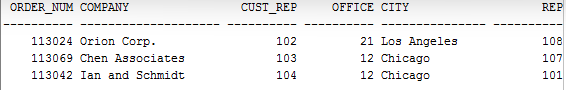 ORDER_NUM COMPANY CUST_REP OFFICE CITY REP
--------- -------------------- -------- ---------- --------------- --------
113024 Orion Corp. 102 21 Los Angeles 108
113069 Chen Associates 103 12 Chicago 107
113042 Ian and Schmidt 104 12 Chicago 101